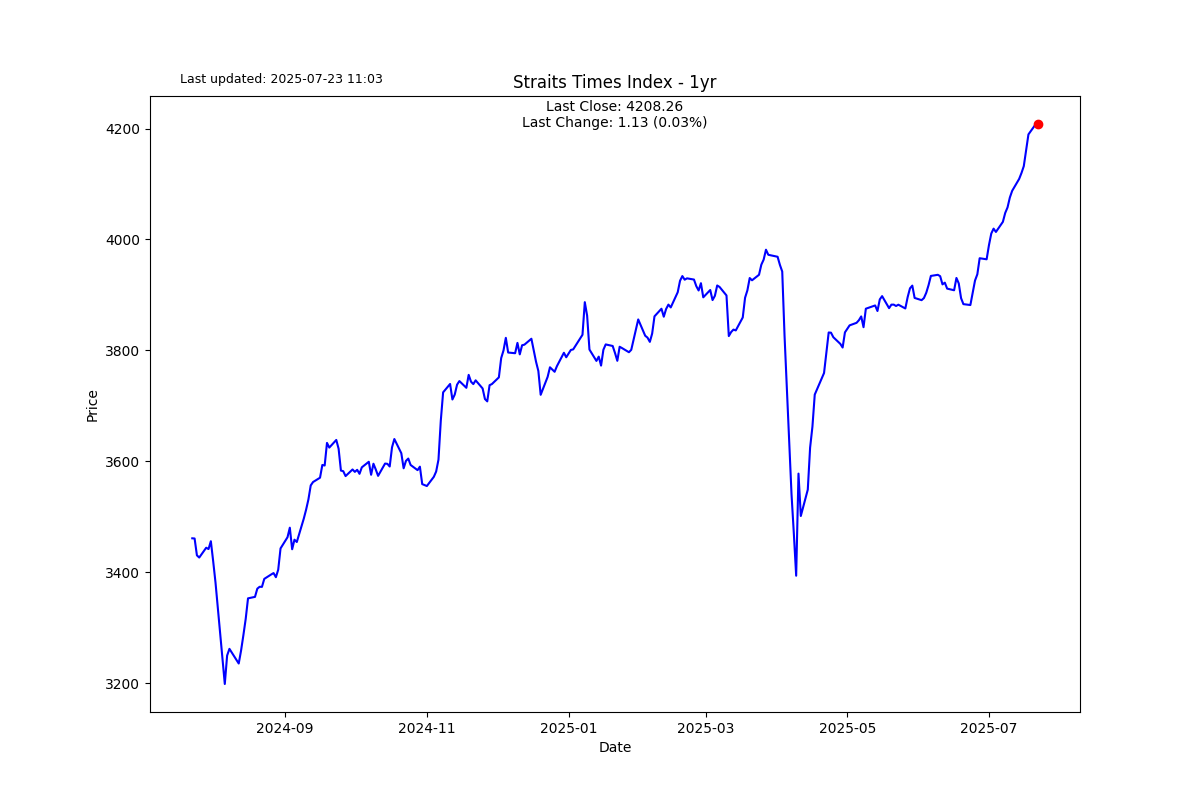 Last updated: 2025-07-23 11:03
Straits Times Index - 1yr
Last Close: 4208.26
Last Change: 1.13 (0.03%)
4200
4000
3800
3600
3400
3200
Price
2024-09
2024-11
2025-01
2025-03
2025-05
2025-07
Date